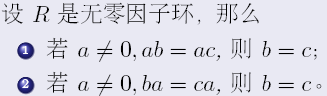 设 R 是无零因子环，那么
1 若 a ≠ 0, ab = ac, 则 b = c;
2 若 a ≠ 0, ba = ca, 则 b = c。